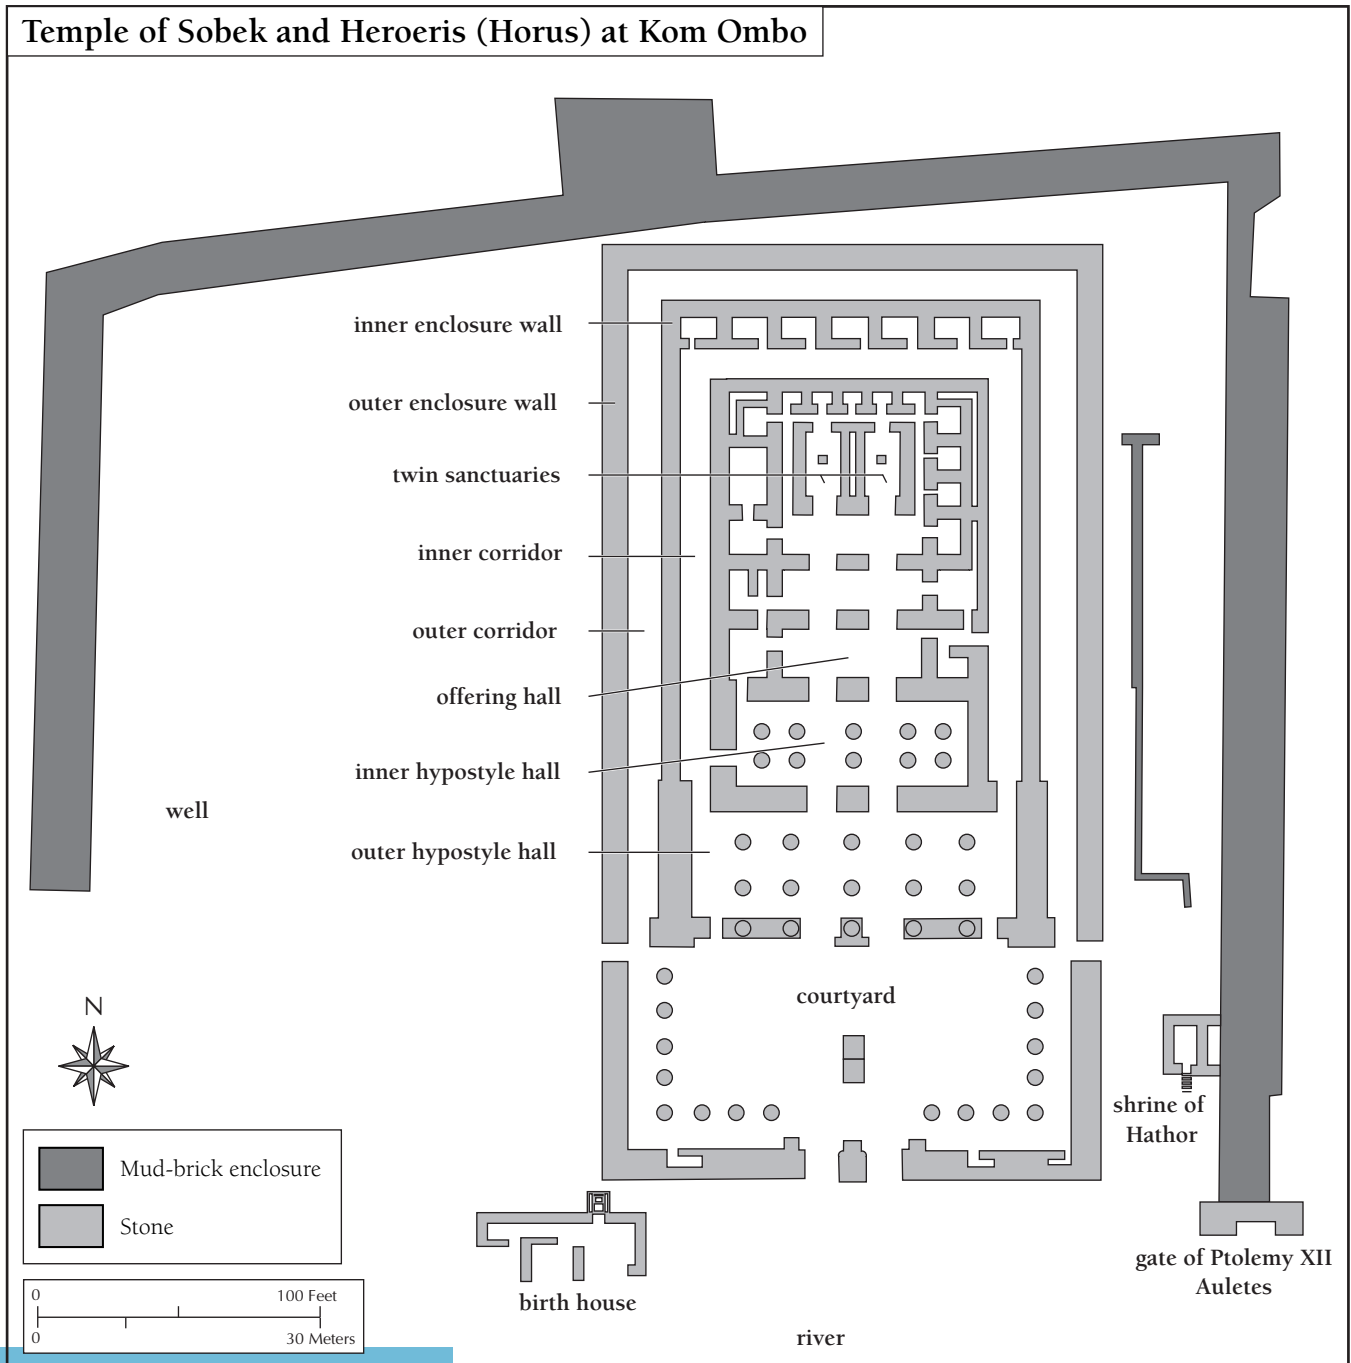 Temple of Sobek and Heroeris (Horus) at Kom Ombo
inner enclosure wall
outer enclosure wall
twin sanctuaries
inner corridor
outer corridor
offering hall
inner hypostyle hall
well
outer hypostyle hall
courtyard
N
shrine of
Hathor
Mud-brick enclosure
Stone
gate of Ptolemy XII
Auletes
0 100 Feet
0 30 Meters
birth house
river